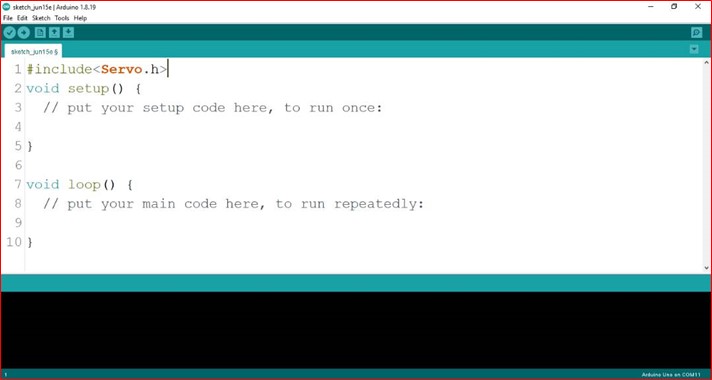 sketch_jun15e | Arduino 1.8.19
File Edit Sketch Tools Help
sketch_jun15e §
1 #include<Servo.h>
2 void setup() {
3 // put your setup code here, to run once:
4
5 }
6
7 void loop() {
8 // put your main code here, to run repeatedly:
9
10 }
1 Arduino Uno on COM11